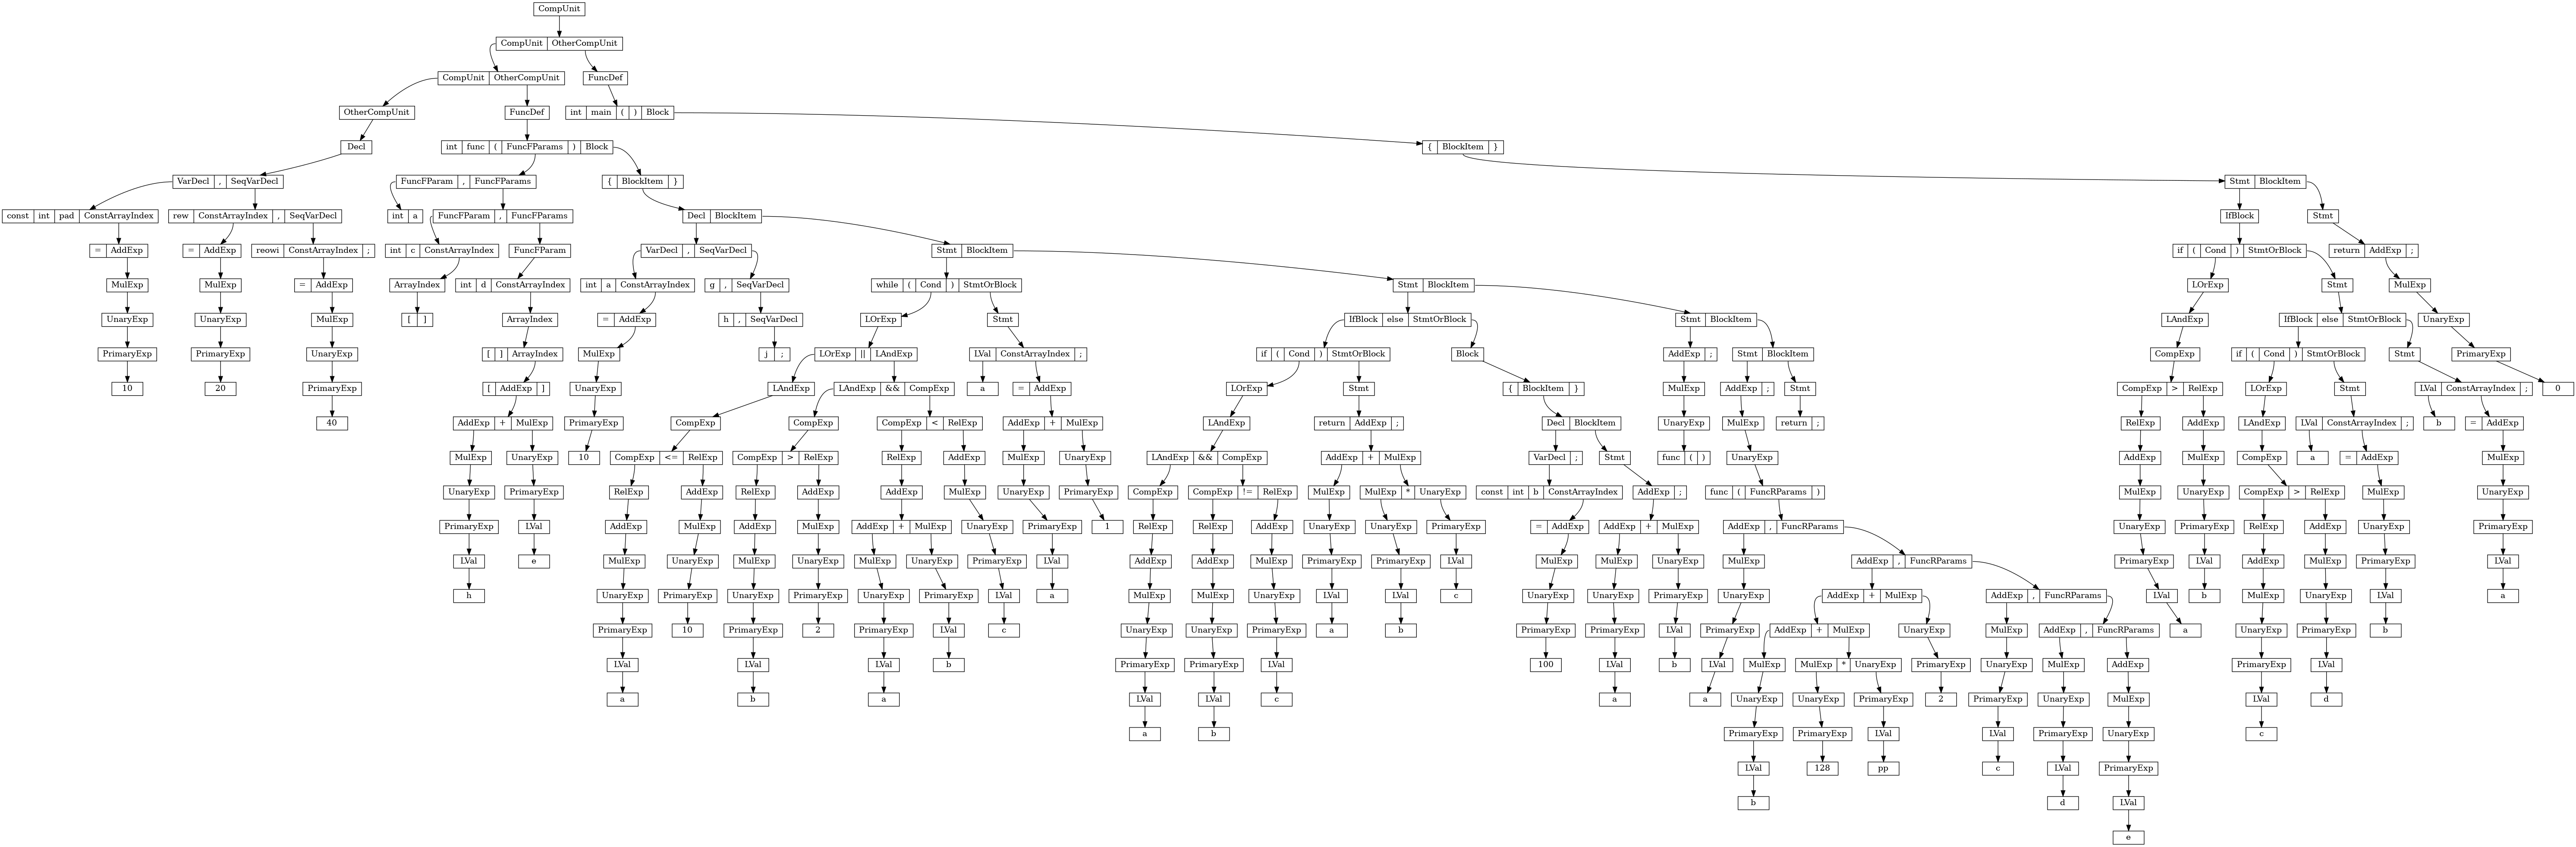 CompUnit
CompUnit OtherCompUnit
CompUnit OtherCompUnit FuncDef
OtherCompUnit FuncDef int main ( ) Block
Decl int func ( FuncFParams ) Block { BlockItem }
VarDecl , SeqVarDecl FuncFParam , FuncFParams { BlockItem } Stmt BlockItem
const int pad ConstArrayIndex rew ConstArrayIndex , SeqVarDecl int a FuncFParam , FuncFParams Decl BlockItem IfBlock Stmt
= AddExp = AddExp reowi ConstArrayIndex ; int c ConstArrayIndex FuncFParam VarDecl , SeqVarDecl Stmt BlockItem if ( Cond ) StmtOrBlock return AddExp ;
MulExp MulExp = AddExp ArrayIndex int d ConstArrayIndex int a ConstArrayIndex g , SeqVarDecl while ( Cond ) StmtOrBlock Stmt BlockItem LOrExp Stmt MulExp
UnaryExp UnaryExp MulExp [ ] ArrayIndex = AddExp h , SeqVarDecl LOrExp Stmt IfBlock else StmtOrBlock Stmt BlockItem LAndExp IfBlock else StmtOrBlock UnaryExp
PrimaryExp PrimaryExp UnaryExp [ ] ArrayIndex MulExp j ; LOrExp || LAndExp LVal ConstArrayIndex ; if ( Cond ) StmtOrBlock Block AddExp ; Stmt BlockItem CompExp if ( Cond ) StmtOrBlock Stmt PrimaryExp
10 20 PrimaryExp [ AddExp ] UnaryExp LAndExp LAndExp && CompExp a = AddExp LOrExp Stmt { BlockItem } MulExp AddExp ; Stmt CompExp > RelExp LOrExp Stmt LVal ConstArrayIndex ; 0
40 AddExp + MulExp PrimaryExp CompExp CompExp CompExp < RelExp AddExp + MulExp LAndExp return AddExp ; Decl BlockItem UnaryExp MulExp return ; RelExp AddExp LAndExp LVal ConstArrayIndex ; b = AddExp
MulExp UnaryExp 10 CompExp <= RelExp CompExp > RelExp RelExp AddExp MulExp UnaryExp LAndExp && CompExp AddExp + MulExp VarDecl ; Stmt func ( ) UnaryExp AddExp MulExp CompExp a = AddExp MulExp
UnaryExp PrimaryExp RelExp AddExp RelExp AddExp AddExp MulExp UnaryExp PrimaryExp CompExp CompExp != RelExp MulExp MulExp * UnaryExp const int b ConstArrayIndex AddExp ; func ( FuncRParams ) MulExp UnaryExp CompExp > RelExp MulExp UnaryExp
PrimaryExp LVal AddExp MulExp AddExp MulExp AddExp + MulExp UnaryExp PrimaryExp 1 RelExp RelExp AddExp UnaryExp UnaryExp PrimaryExp = AddExp AddExp + MulExp AddExp , FuncRParams UnaryExp PrimaryExp RelExp AddExp UnaryExp PrimaryExp
LVal e MulExp UnaryExp MulExp UnaryExp MulExp UnaryExp PrimaryExp LVal AddExp AddExp MulExp PrimaryExp PrimaryExp LVal MulExp MulExp UnaryExp MulExp AddExp , FuncRParams PrimaryExp LVal AddExp MulExp PrimaryExp LVal
h UnaryExp PrimaryExp UnaryExp PrimaryExp UnaryExp PrimaryExp LVal a MulExp MulExp UnaryExp LVal LVal c UnaryExp UnaryExp PrimaryExp UnaryExp AddExp + MulExp AddExp , FuncRParams LVal b MulExp UnaryExp LVal a
PrimaryExp 10 PrimaryExp 2 PrimaryExp LVal c UnaryExp UnaryExp PrimaryExp a b PrimaryExp PrimaryExp LVal PrimaryExp AddExp + MulExp UnaryExp MulExp AddExp , FuncRParams a UnaryExp PrimaryExp b
LVal LVal LVal b PrimaryExp PrimaryExp LVal 100 LVal b LVal MulExp MulExp * UnaryExp PrimaryExp UnaryExp MulExp AddExp PrimaryExp LVal
a b a LVal LVal c a a UnaryExp UnaryExp PrimaryExp 2 PrimaryExp UnaryExp MulExp LVal d
a b PrimaryExp PrimaryExp LVal LVal PrimaryExp UnaryExp c
LVal 128 pp c LVal PrimaryExp
b d LVal
e